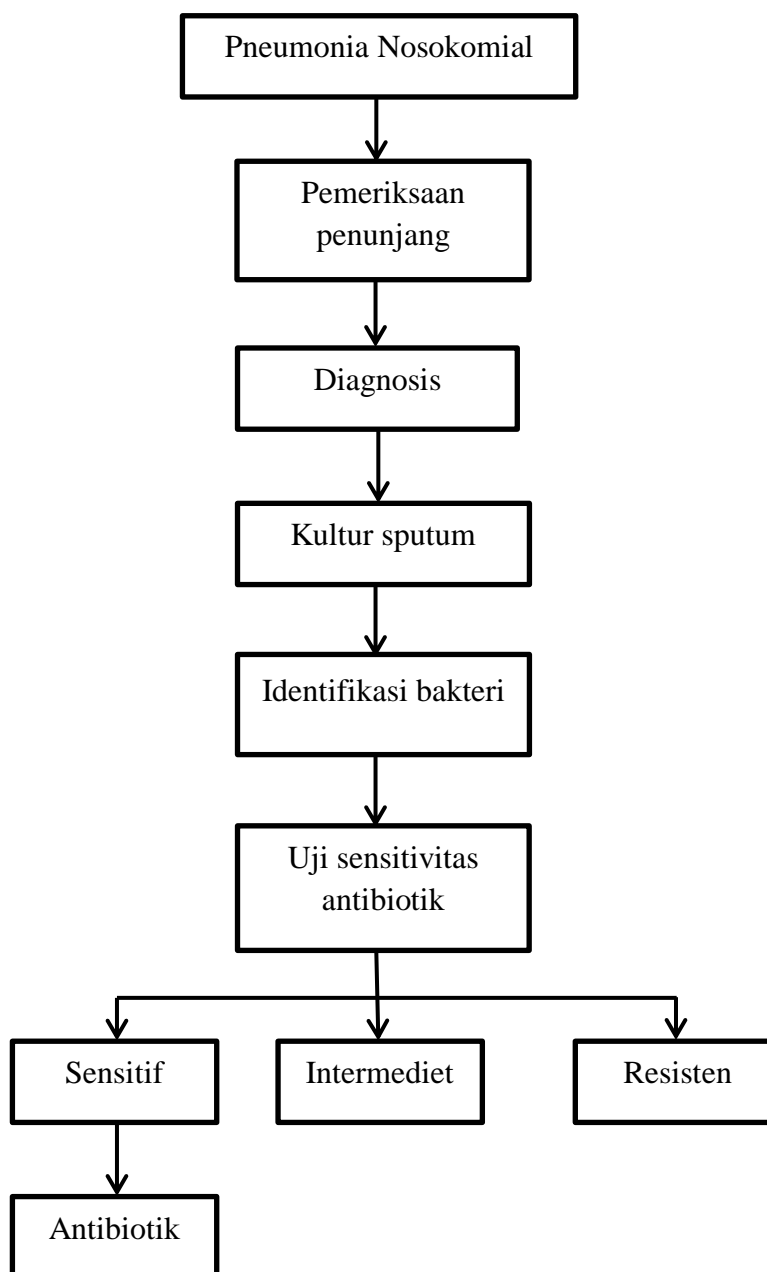 Pneumonia Nosokomial
Pemeriksaan
penunjang
Diagnosis
Kultur sputum
Identifikasi bakteri
Uji sensitivitas
antibiotik
Sensitif
Intermediet
Resisten
Antibiotik